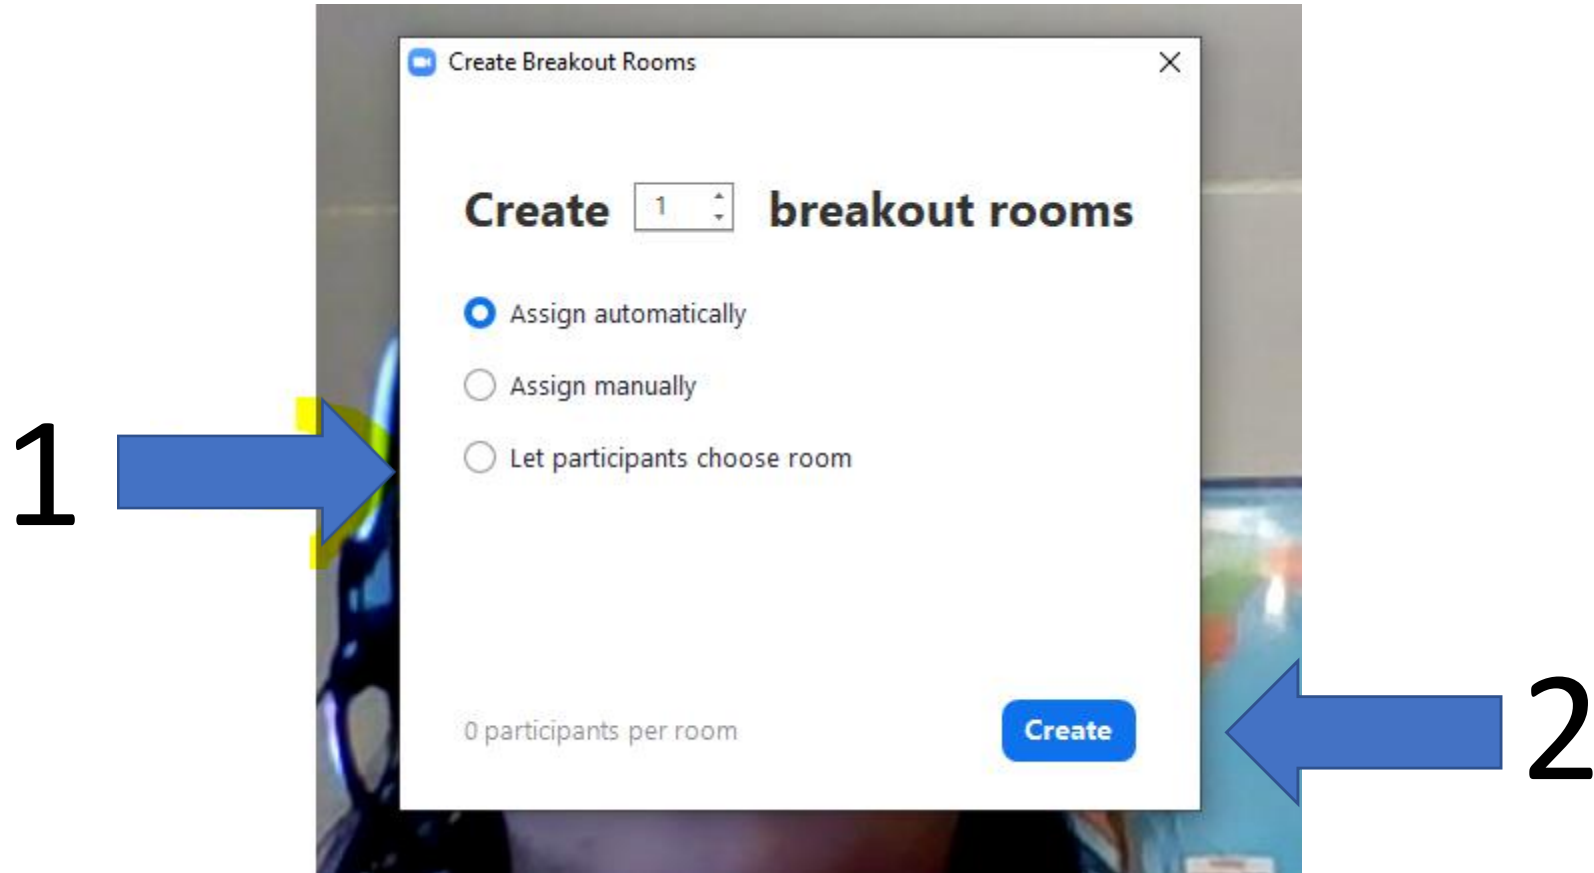 Create Breakout Rooms
Create 1 breakout rooms
Assign automatically
Assign manually
1
Let participants choose room
0 participants per room Create
2